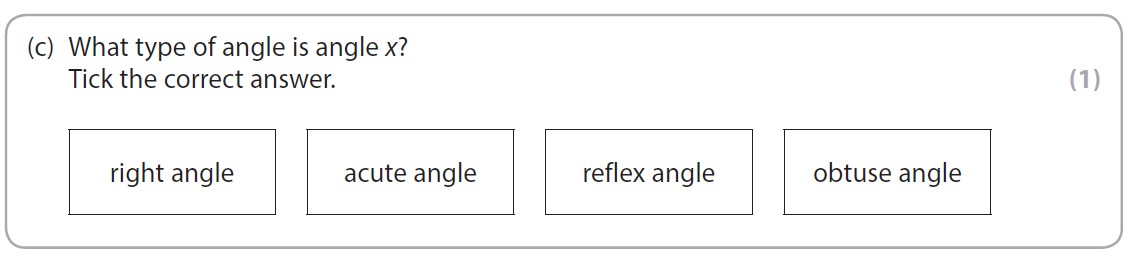 (c) What type of angle is angle x?
Tick the correct answer.
(1)
right angle
acute angle
reflex angle
obtuse angle